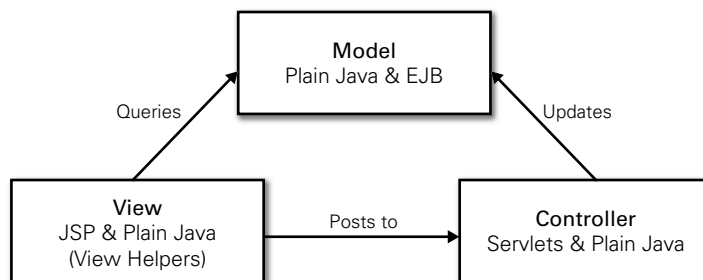 Model
Plain Java & EJB
Queries
Updates
View
JSP & Plain Java
(View Helpers)
Posts to
Controller
Servlets & Plain Java